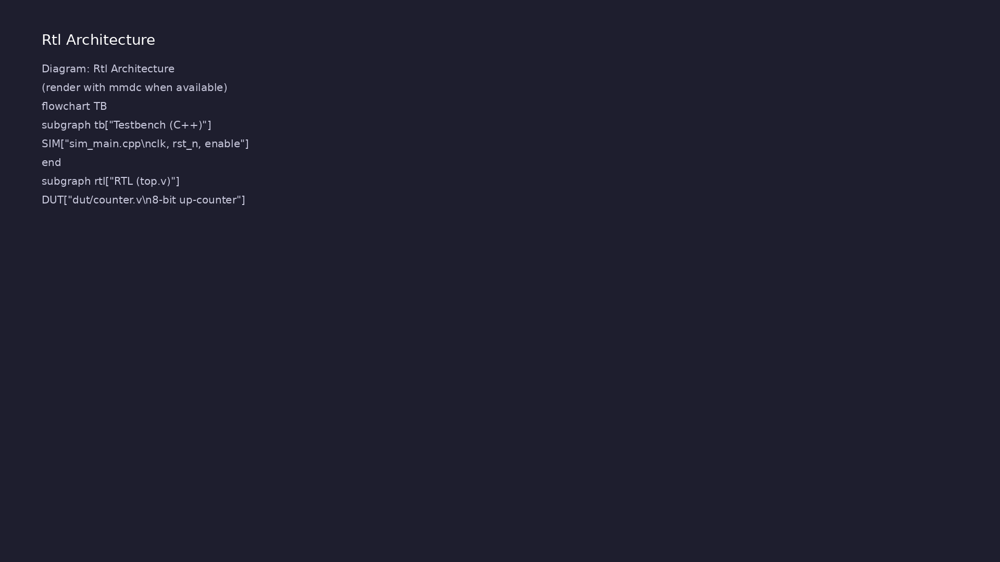 Rtl Architecture
Diagram: Rtl Architecture
(render with mmdc when available)
flowchart TB
subgraph tb["Testbench (C++)"]
SIM["sim_main.cpp\nclk, rst_n, enable"]
end
subgraph rtl["RTL (top.v)"]
DUT["dut/counter.v\n8-bit up-counter"]